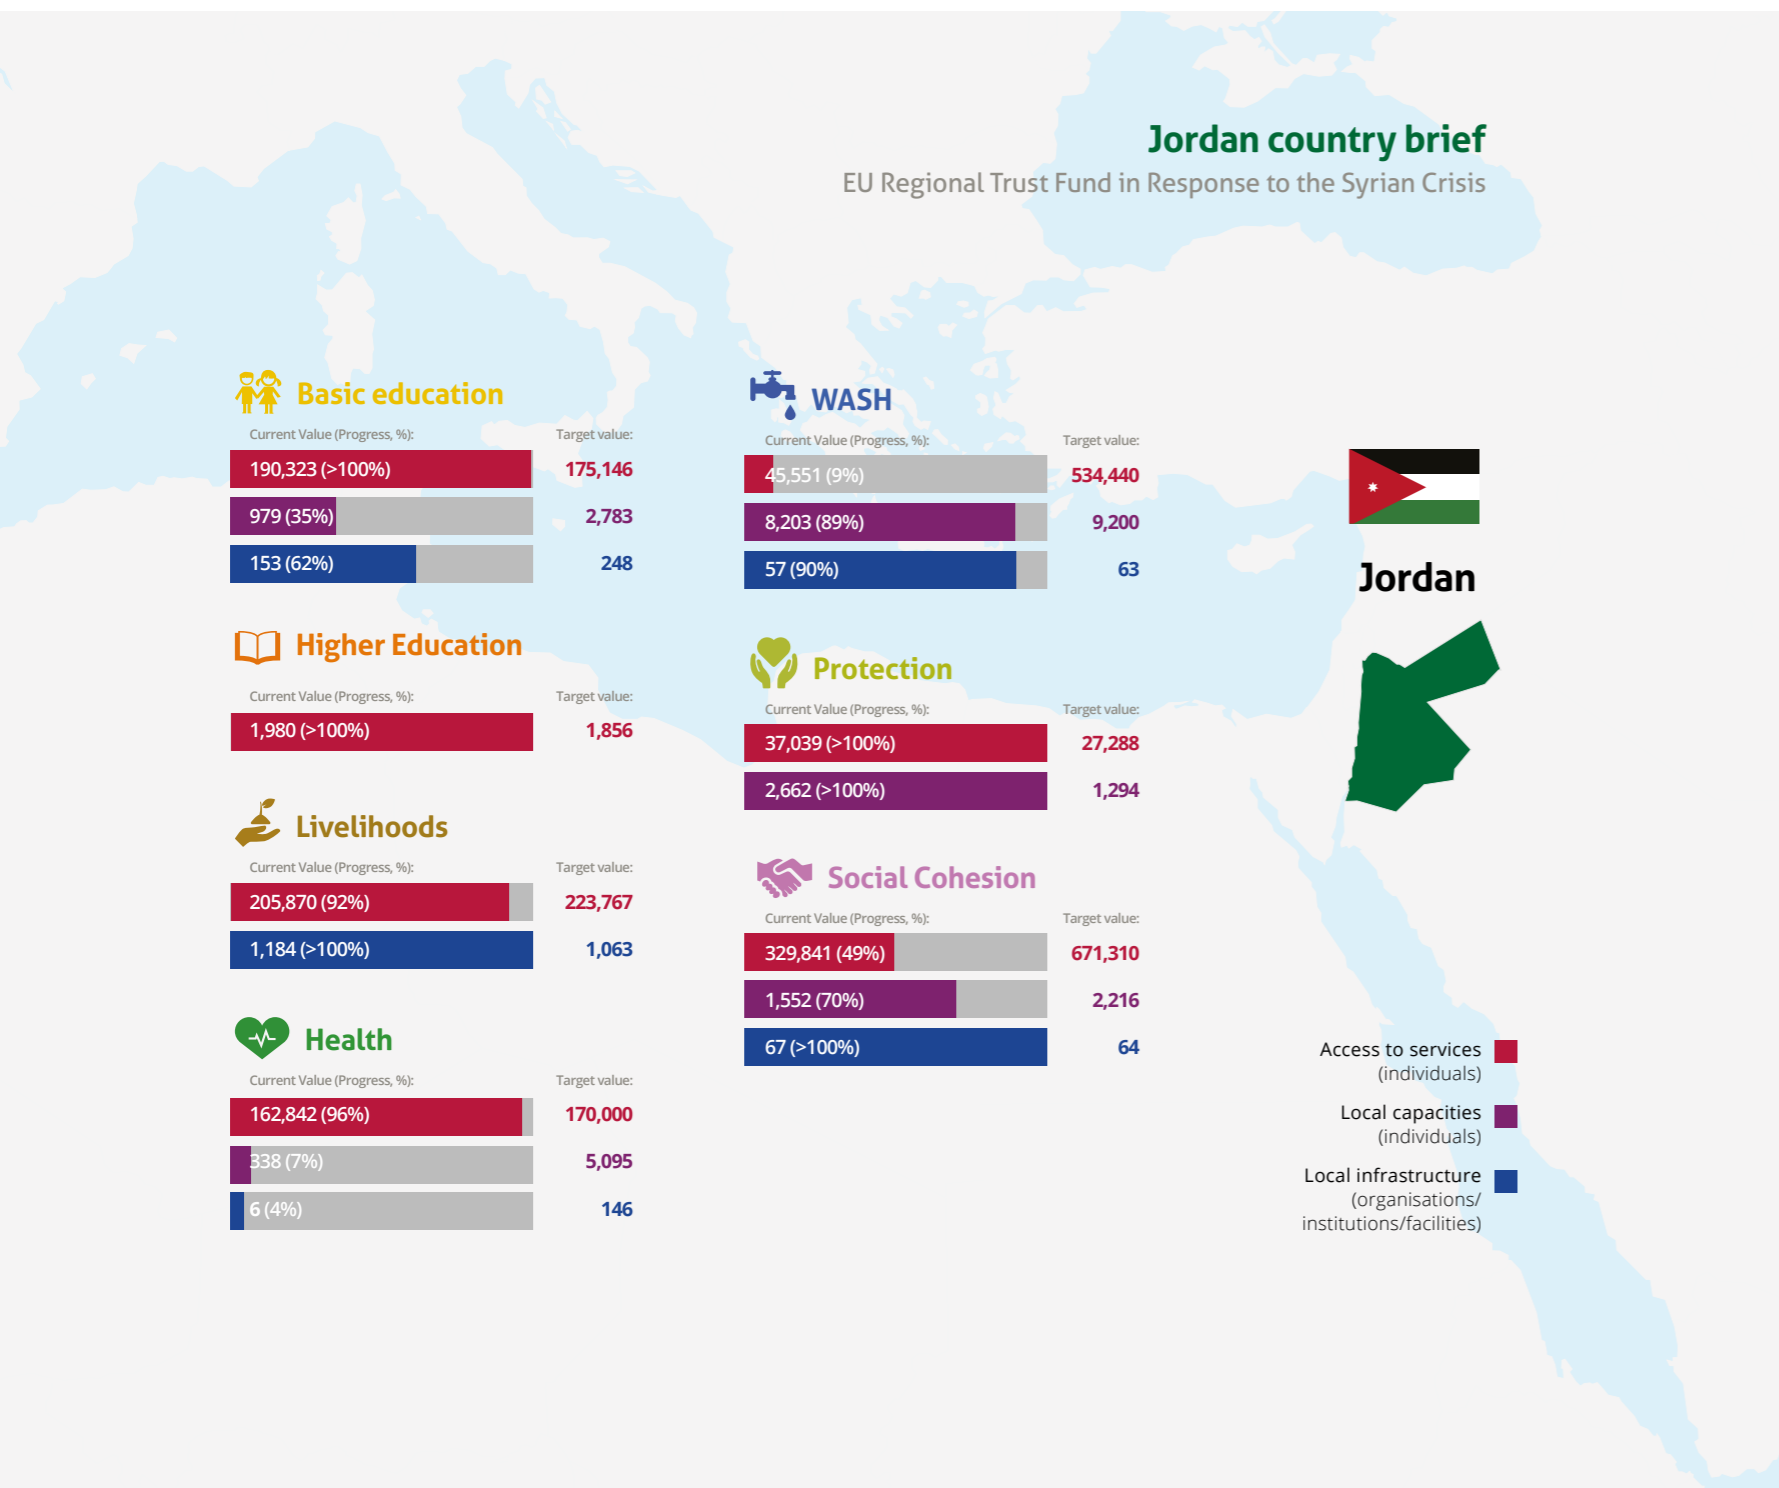 Jordan country brief
EU Regional Trust Fund in Response to the Syrian Crisis
Basic education
Current Value (Progress, %): Target value:
190,323 (>100%) 175,146
979 (35%) 2,783
153 (62%) 248
Higher Education
Current Value (Progress, %): Target value:
1,980 (>100%) 1,856
Livelihoods
Current Value (Progress, %): Target value:
205,870 (92%) 223,767
1,184 (>100%) 1,063
Health
Current Value (Progress, %): Target value:
162,842 (96%) 170,000
338 (7%) 5,095
6 (4%) 146
WASH
Current Value (Progress, %): Target value:
45,551 (9%) 534,440
8,203 (89%) 9,200
57 (90%) 63
Protection
Current Value (Progress, %): Target value:
37,039 (>100%) 27,288
2,662 (>100%) 1,294
Social Cohesion
Current Value (Progress, %): Target value:
329,841 (49%) 671,310
1,552 (70%) 2,216
67 (>100%) 64
Jordan
Access to services
(individuals)
Local capacities
(individuals)
Local infrastructure
(organisations/
institutions/facilities)